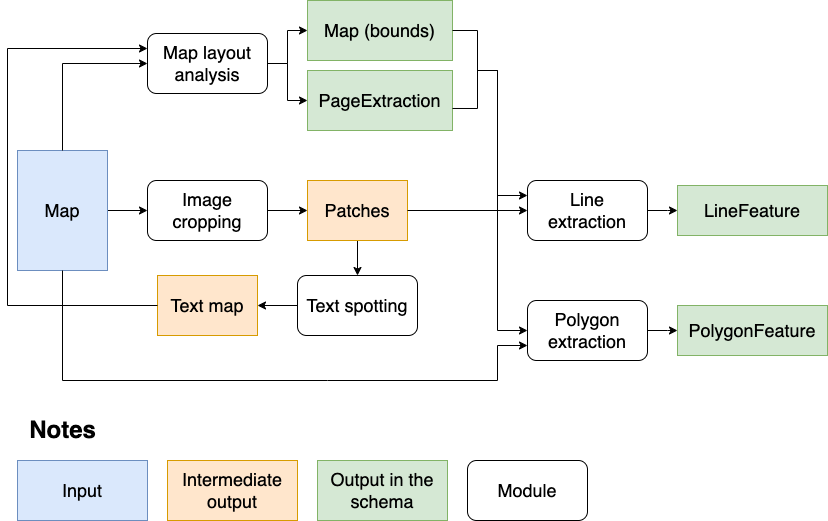 Map layout
analysis
Map (bounds)
PageExtraction
Map
Image
cropping
Patches
Line
extraction
LineFeature
Text map
Text spotting
Polygon
extraction
PolygonFeature
Notes
Input
Intermediate
output
Output in the
schema
Module